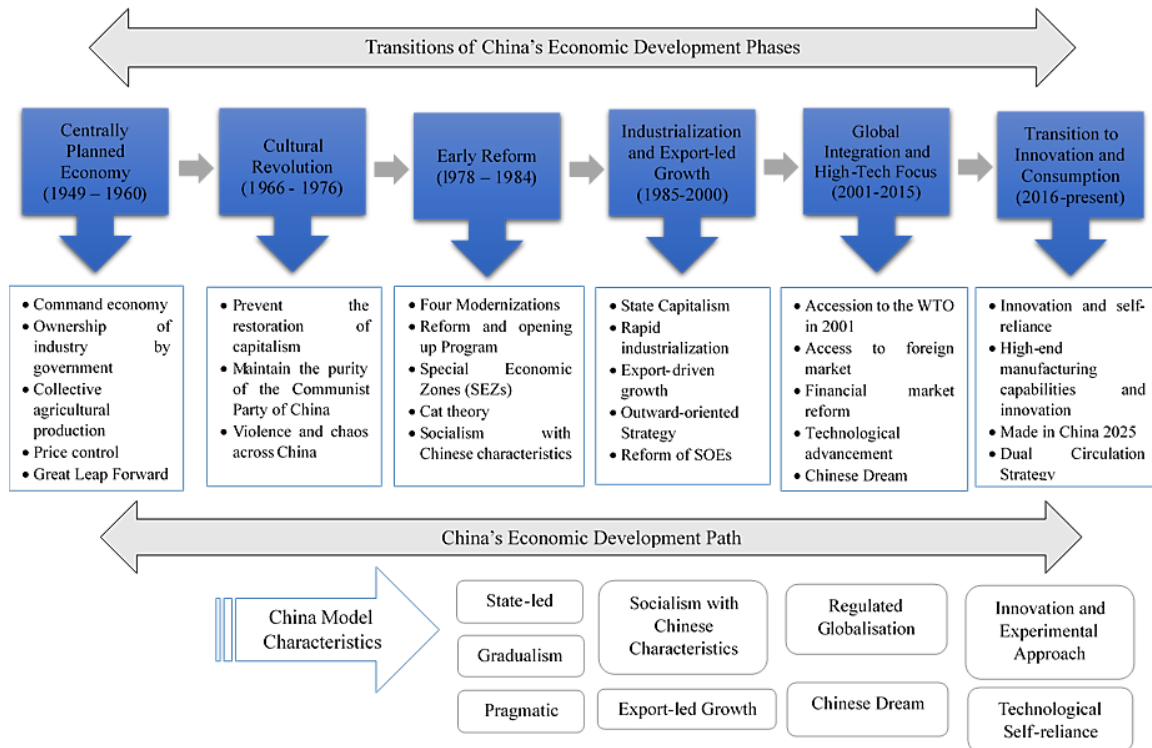 Transitions of China's Economic Development Phases
Centrally
Planned
Economy
(1949 – 1960)
Cultural
Revolution
(1966 - 1976)
Early Reform
(1978 – 1984)
Industrialization
and Export-led
Growth
(1985-2000)
Global
Integration and
High-Tech Focus
(2001-2015)
Transition to
Innovation and
Consumption
(2016-present)
• Command economy
• Ownership of
industry by
government
• Collective
agricultural
production
• Price control
• Great Leap Forward
• Prevent the
restoration of
capitalism
• Maintain the purity
of the Communist
Party of China
• Violence and chaos
across China
• Four Modernizations
• Reform and opening
up Program
• Special Economic
Zones (SEZs)
• Cat theory
• Socialism with
Chinese characteristics
• State Capitalism
• Rapid
industrialization
• Export-driven
growth
• Outward-oriented
Strategy
• Reform of SOEs
• Accession to the WTO
in 2001
• Access to foreign
market
• Financial market
reform
• Technological
advancement
• Chinese Dream
• Innovation and self-
reliance
• High-end
manufacturing
capabilities and
innovation
• Made in China 2025
• Dual Circulation
Strategy
China's Economic Development Path
China Model
Characteristics
State-led
Gradualism
Pragmatic
Socialism with
Chinese
Characteristics
Export-led Growth
Regulated
Globalisation
Chinese Dream
Innovation and
Experimental
Approach
Technological
Self-reliance